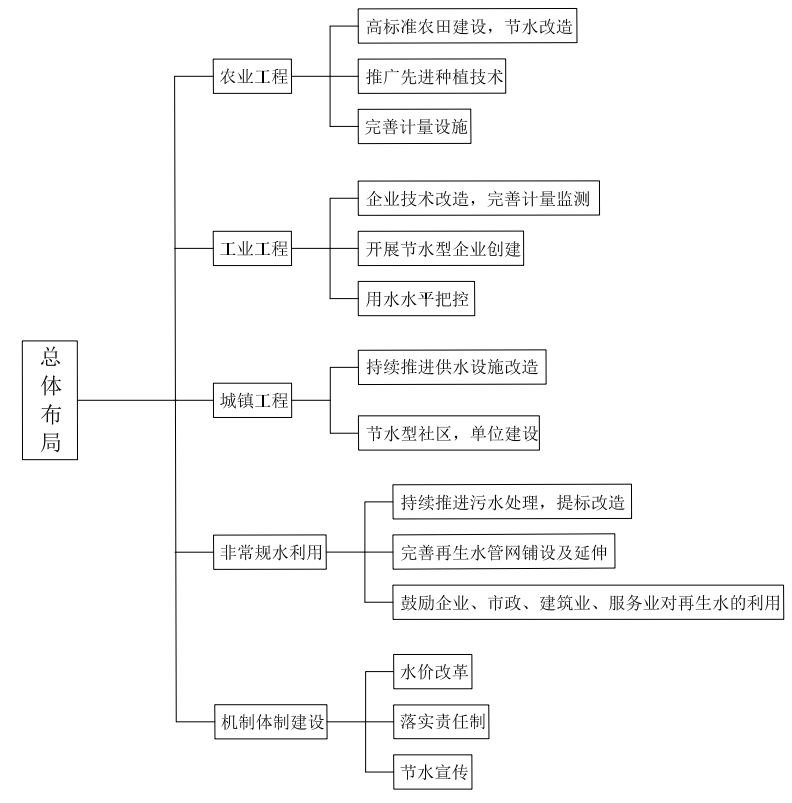 总体布局
农业工程
高标准农田建设，节水改造
推广先进种植技术
完善计量设施
工业工程
企业技术改造，完善计量监测
开展节水型企业创建
用水水平把控
城镇工程
持续推进供水设施改造
节水型社区，单位建设
非常规水利用
持续推进污水处理，提标改造
完善再生水管网铺设及延伸
鼓励企业、市政、建筑业、服务业对再生水的利用
机制体制建设
水价改革
落实责任制
节水宣传